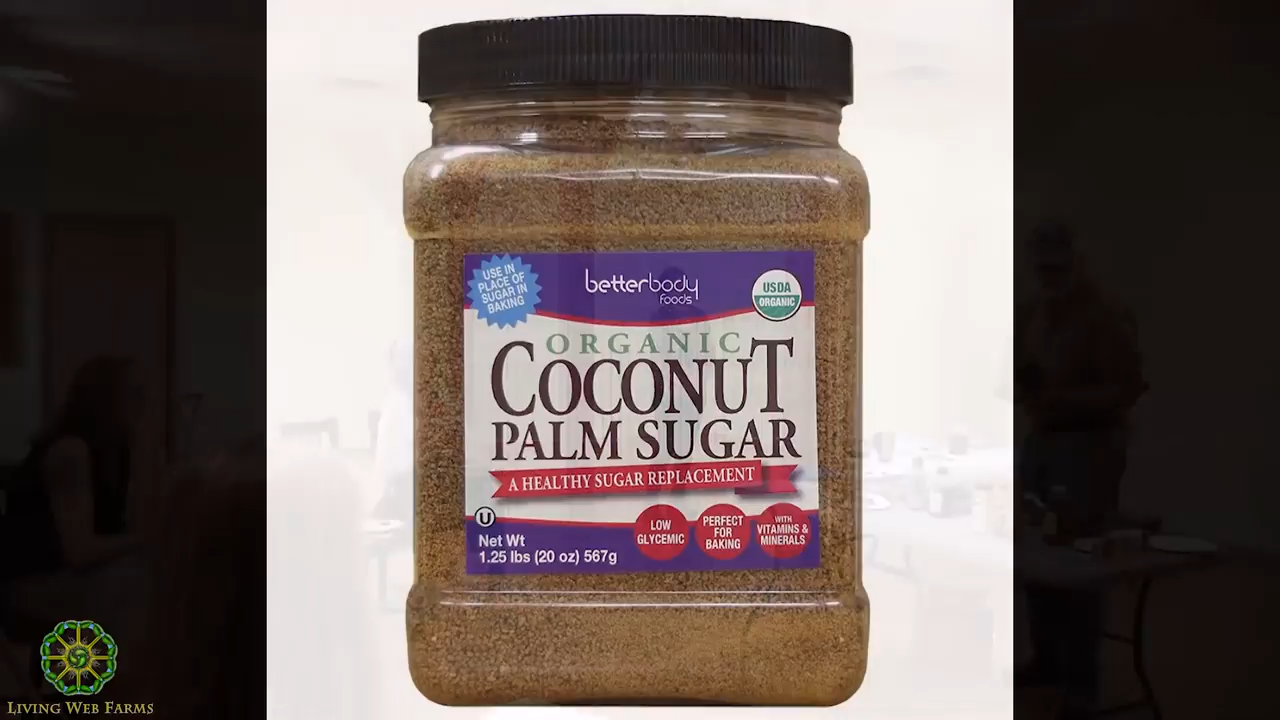 USE IN
PLACE OF
SUGAR IN
BAKING
betterbody
foods
USDA
ORGANIC
ORGANIC
COCONUT
PALM SUGAR
A HEALTHY SUGAR REPLACEMENT
U
Net Wt
1.25 lbs (20 oz) 567g
LOW
GLYCEMIC
PERFECT
FOR
BAKING
WITH
VITAMINS &
MINERALS
LIVING WEB FARMS